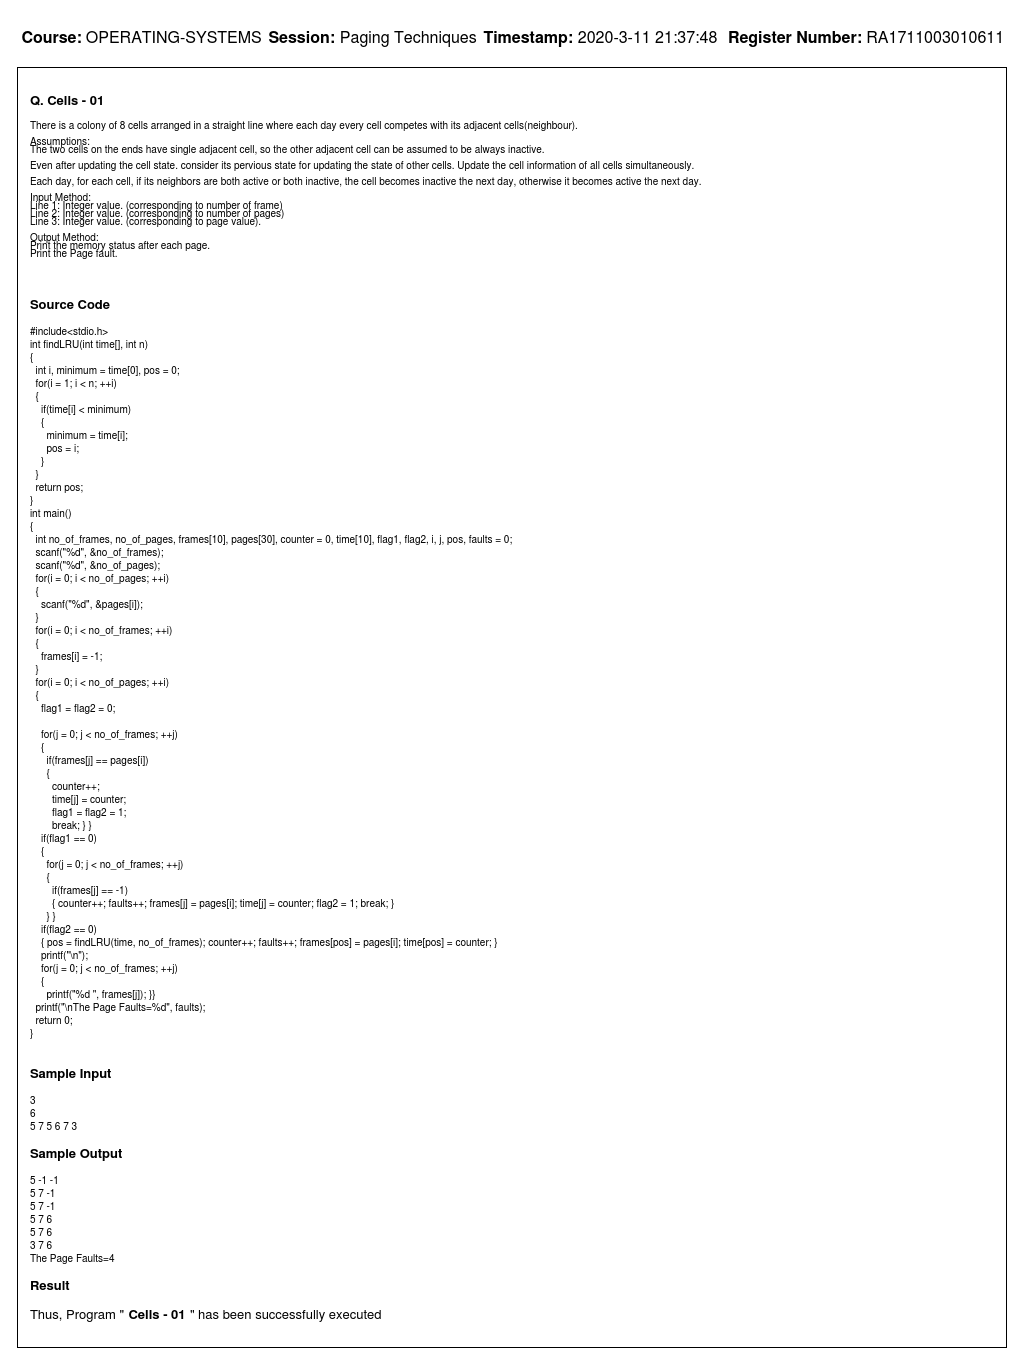 Course: OPERATING-SYSTEMS Session: Paging Techniques Timestamp: 2020-3-11 21:37:48 Register Number: RA1711003010611
Q. Cells - 01
There is a colony of 8 cells arranged in a straight line where each day every cell competes with its adjacent cells(neighbour).
Assumptions:
The two cells on the ends have single adjacent cell, so the other adjacent cell can be assumed to be always inactive.
Even after updating the cell state. consider its pervious state for updating the state of other cells. Update the cell information of all cells simultaneously.
Each day, for each cell, if its neighbors are both active or both inactive, the cell becomes inactive the next day, otherwise it becomes active the next day.
Input Method:
Line 1: Integer value. (corresponding to number of frame)
Line 2: Integer value. (corresponding to number of pages)
Line 3: Integer value. (corresponding to page value).
Output Method:
Print the memory status after each page.
Print the Page fault.
Source Code
#include<stdio.h>
int findLRU(int time[], int n)
{
int i, minimum = time[0], pos = 0;
for(i = 1; i < n; ++i)
{
if(time[i] < minimum)
{
minimum = time[i];
pos = i;
}
}
return pos;
}
int main()
{
int no_of_frames, no_of_pages, frames[10], pages[30], counter = 0, time[10], flag1, flag2, i, j, pos, faults = 0;
scanf("%d", &no_of_frames);
scanf("%d", &no_of_pages);
for(i = 0; i < no_of_pages; ++i)
{
scanf("%d", &pages[i]);
}
for(i = 0; i < no_of_frames; ++i)
{
frames[i] = -1;
}
for(i = 0; i < no_of_pages; ++i)
{
flag1 = flag2 = 0;
for(j = 0; j < no_of_frames; ++j)
{
if(frames[j] == pages[i])
{
counter++;
time[j] = counter;
flag1 = flag2 = 1;
break; } }
if(flag1 == 0)
{
for(j = 0; j < no_of_frames; ++j)
{
if(frames[j] == -1)
{ counter++; faults++; frames[j] = pages[i]; time[j] = counter; flag2 = 1; break; }
} }
if(flag2 == 0)
{ pos = findLRU(time, no_of_frames); counter++; faults++; frames[pos] = pages[i]; time[pos] = counter; }
printf("\n");
for(j = 0; j < no_of_frames; ++j)
{
printf("%d ", frames[j]); }}
printf("\nThe Page Faults=%d", faults);
return 0;
}
Sample Input
3
6
5 7 5 6 7 3
Sample Output
5 -1 -1
5 7 -1
5 7 -1
5 7 6
5 7 6
3 7 6
The Page Faults=4
Result
Thus, Program " Cells - 01 " has been successfully executed